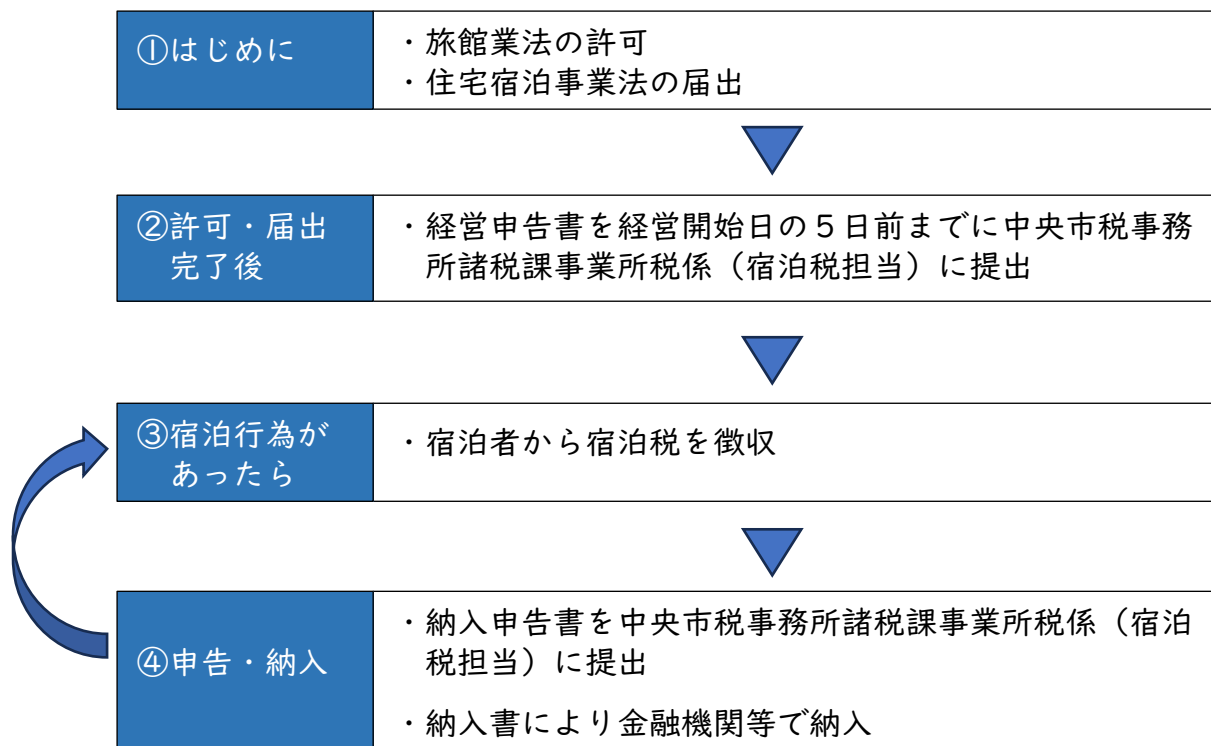 ①はじめに
・旅館業法の許可
・住宅宿泊事業法の届出
②許可・届出
完了後
・経営申告書を経営開始日の５日前までに中央市税事務
所諸税課事業所税係（宿泊税担当）に提出
③宿泊行為が
あったら
・宿泊者から宿泊税を徴収
④申告・納入
・納入申告書を中央市税事務所諸税課事業所税係（宿泊
税担当）に提出
・納入書により金融機関等で納入